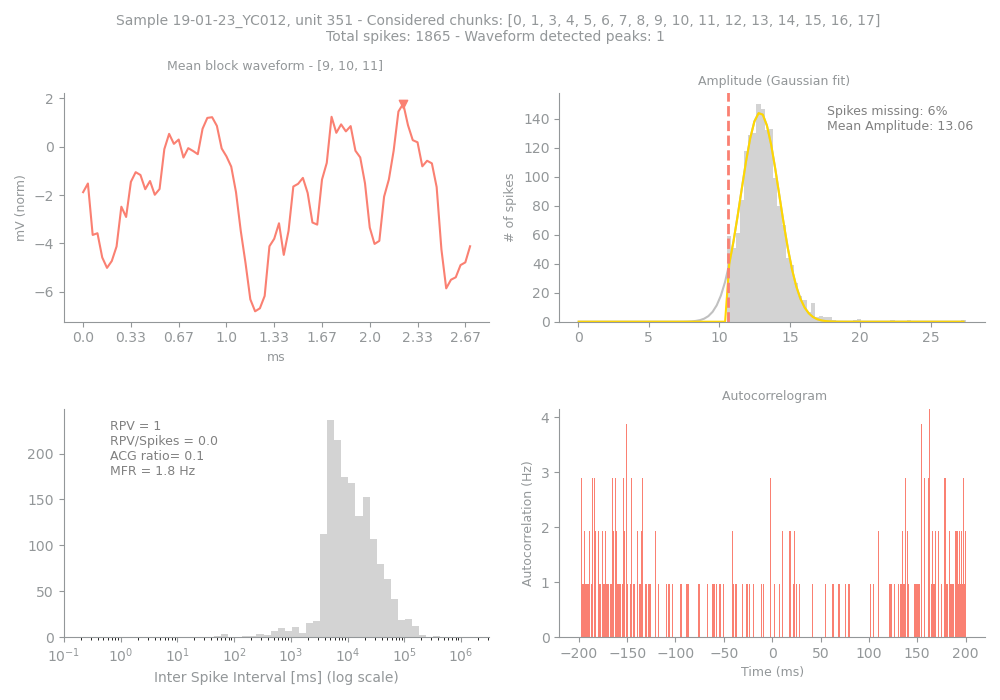 Sample 19-01-23_YC012, unit 351 - Considered chunks: [0, 1, 3, 4, 5, 6, 7, 8, 9, 10, 11, 12, 13, 14, 15, 16, 17]
Total spikes: 1865 - Waveform detected peaks: 1
Mean block waveform - [9, 10, 11]
2
0
−2
−4
−6
mV (norm)
0.0 0.33 0.67 1.0 1.33 1.67 2.0 2.33 2.67
ms
Amplitude (Gaussian fit)
Spikes missing: 6%
Mean Amplitude: 13.06
140
120
100
80
60
40
20
0
# of spikes
0 5 10 15 20 25
RPV = 1
RPV/Spikes = 0.0
ACG ratio= 0.1
MFR = 1.8 Hz
200
150
100
50
0
10⁻¹ 10⁰ 10¹ 10² 10³ 10⁴ 10⁵ 10⁶
Inter Spike Interval [ms] (log scale)
Autocorrelogram
4
3
2
1
0
Autocorrelation (Hz)
−200 −150 −100 −50 0 50 100 150 200
Time (ms)